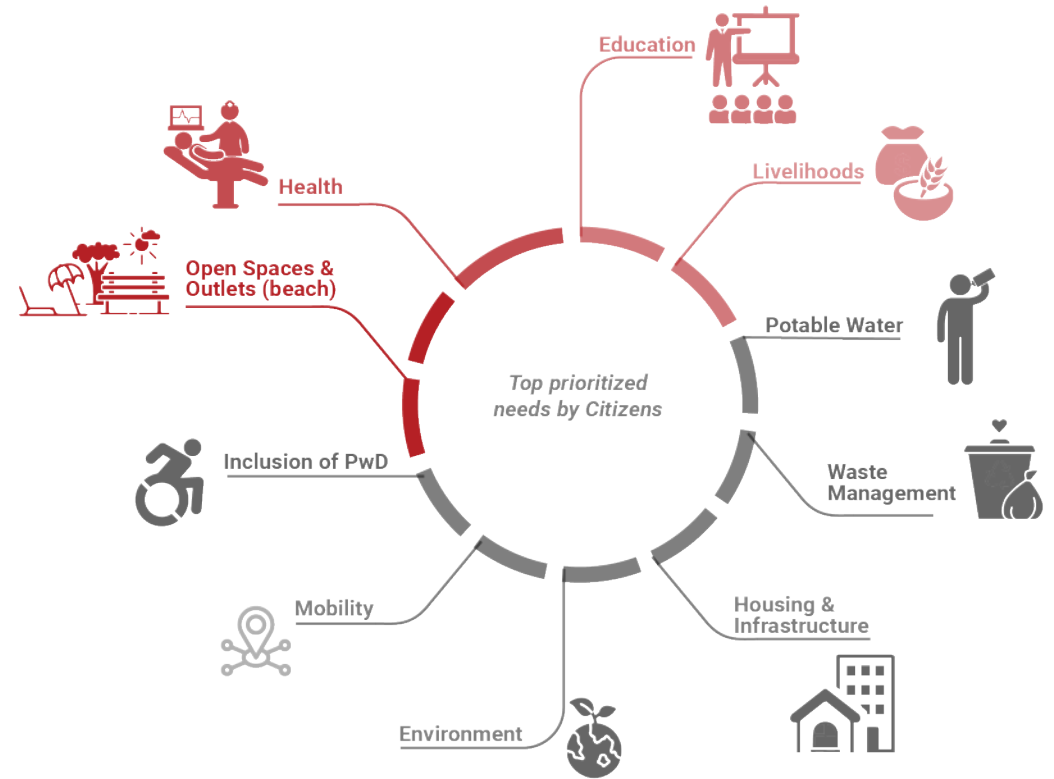 Education
Livelihoods
Health
Open Spaces &
Outlets (beach)
Potable Water
Top prioritized
needs by Citizens
Inclusion of PwD
Waste
Management
Mobility
Housing &
Infrastructure
Environment